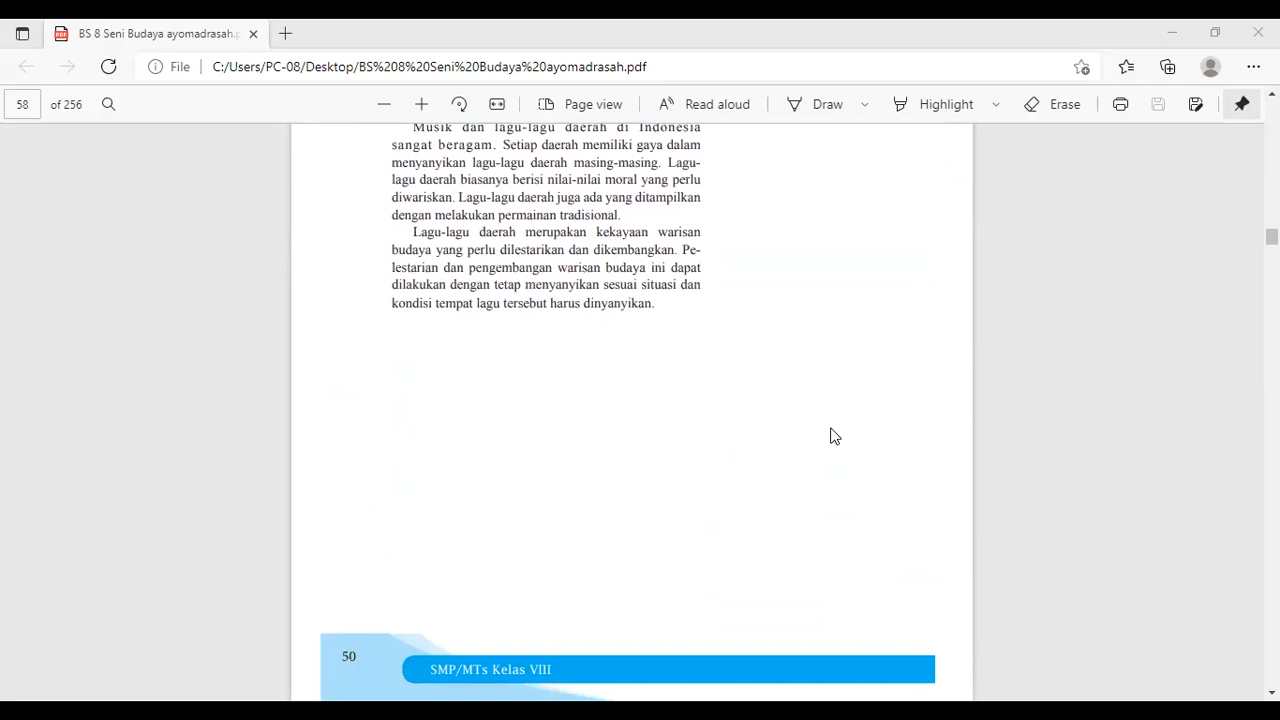 BS 8 Seni Budaya ayomadrasah.p
File C:/Users/PC-08/Desktop/BS%208%20Seni%20Budaya%20ayomadrasah.pdf
58 of 256 Page view Read aloud Draw Highlight Erase
Musik dan lagu-lagu daerah di Indonesia
sangat beragam. Setiap daerah memiliki gaya dalam
menyanyikan lagu-lagu daerah masing-masing. Lagu-
lagu daerah biasanya berisi nilai-nilai moral yang perlu
diwariskan. Lagu-lagu daerah juga ada yang ditampilkan
dengan melakukan permainan tradisional.
Lagu-lagu daerah merupakan kekayaan warisan
budaya yang perlu dilestarikan dan dikembangkan. Pe-
lestarian dan pengembangan warisan budaya ini dapat
dilakukan dengan tetap menyanyikan sesuai situasi dan
kondisi tempat lagu tersebut harus dinyanyikan.
50
SMP/MTs Kelas VIII